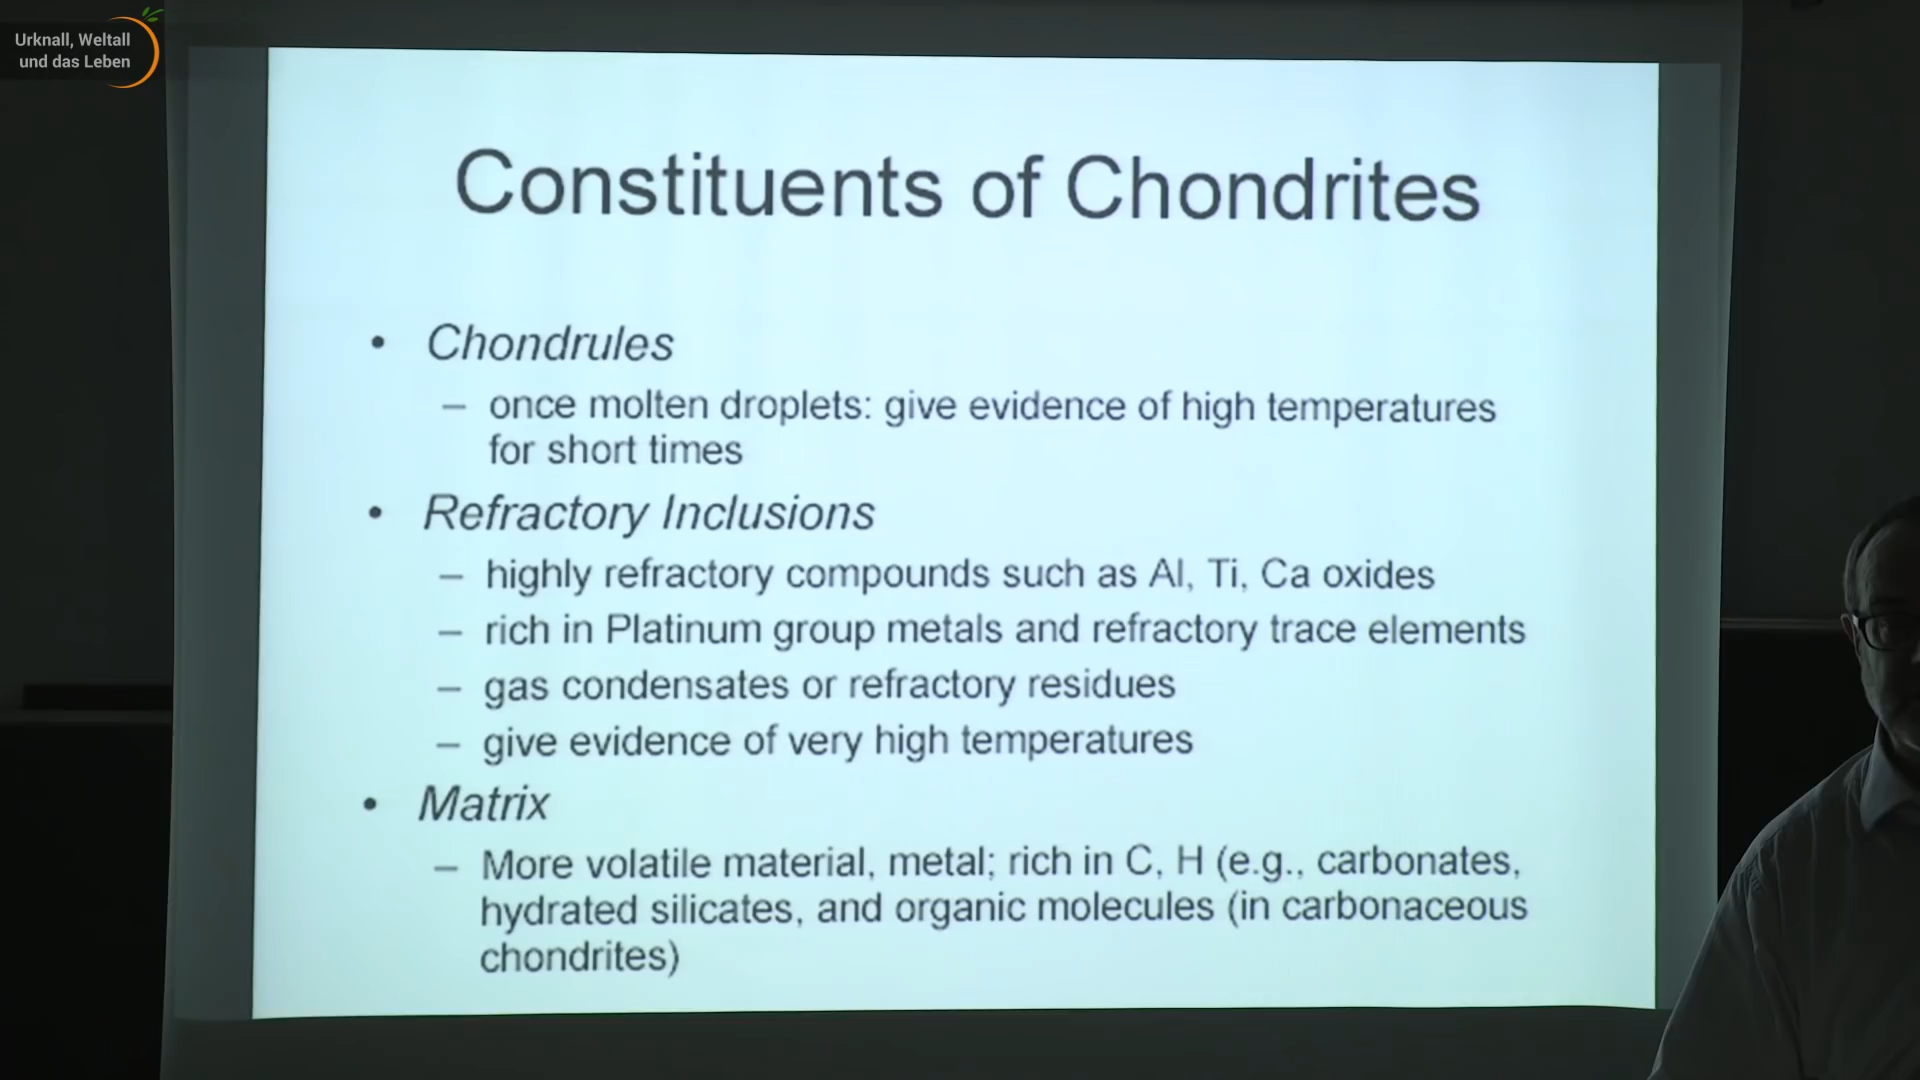 Urknall, Weltall
und das Leben
Constituents of Chondrites
• Chondrules
– once molten droplets: give evidence of high temperatures
for short times
• Refractory Inclusions
– highly refractory compounds such as Al, Ti, Ca oxides
– rich in Platinum group metals and refractory trace elements
– gas condensates or refractory residues
– give evidence of very high temperatures
• Matrix
– More volatile material, metal; rich in C, H (e.g., carbonates,
hydrated silicates, and organic molecules (in carbonaceous
chondrites)